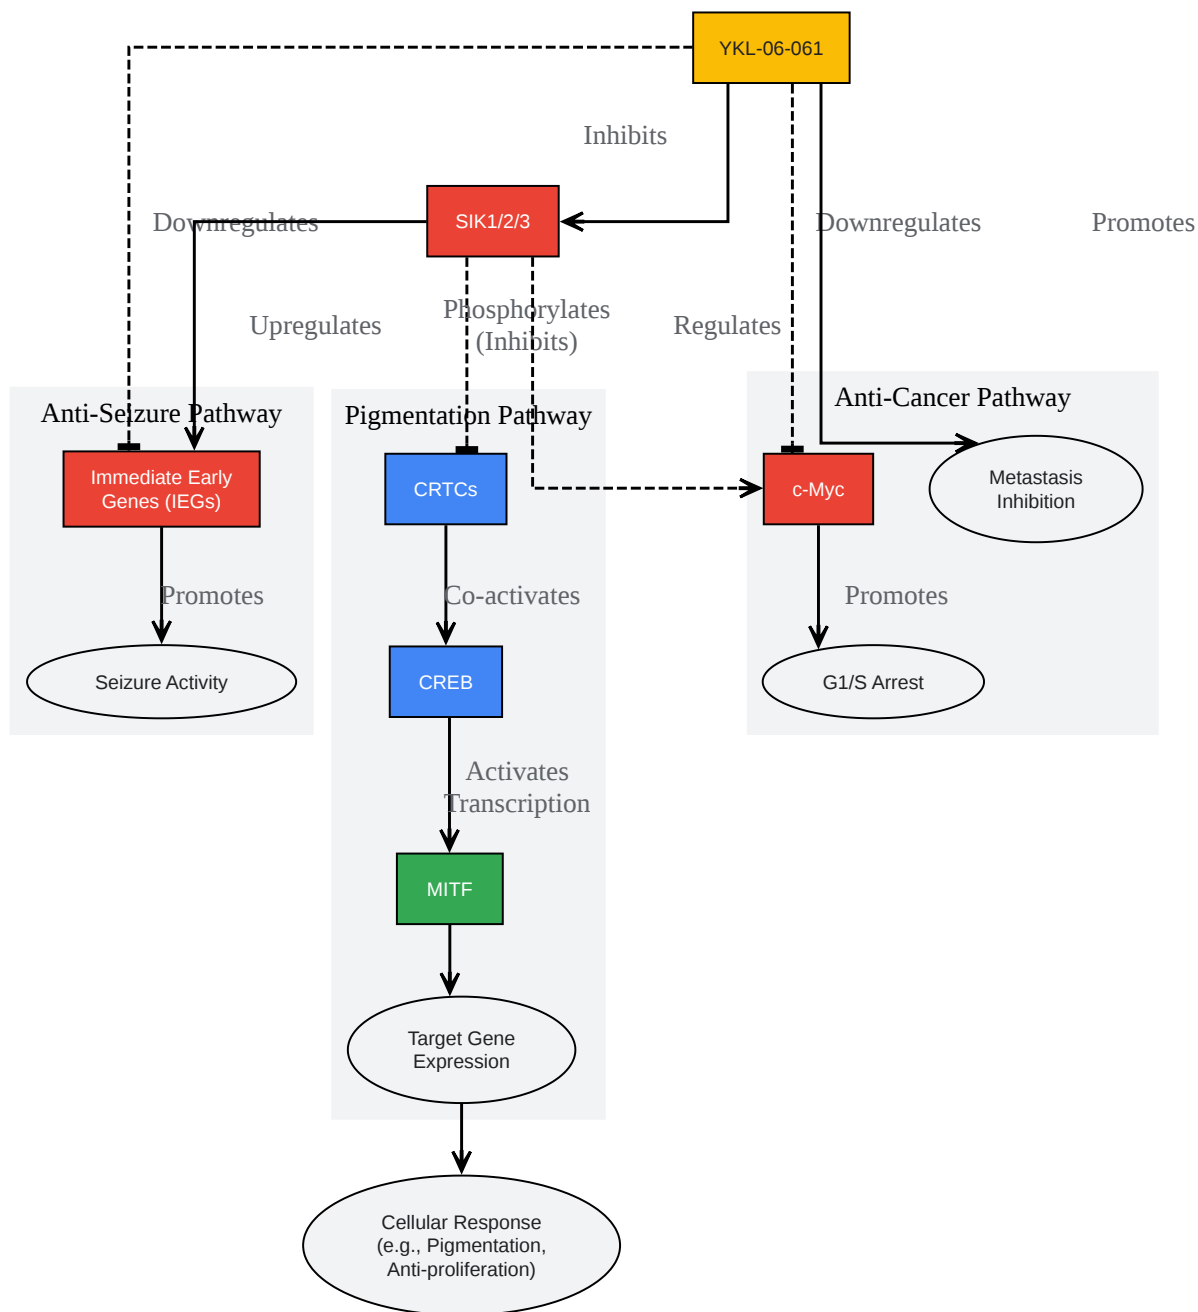 YKL-06-061
Inhibits
SIK1/2/3
Downregulates
Downregulates
Promotes
Upregulates
Phosphorylates
(Inhibits)
Regulates
Anti-Seizure Pathway
Pigmentation Pathway
Anti-Cancer Pathway
Immediate Early
Genes (IEGs)
CRTCs
c-Myc
Metastasis
Inhibition
Promotes
Co-activates
Promotes
Seizure Activity
CREB
G1/S Arrest
Activates
Transcription
MITF
Target Gene
Expression
Cellular Response
(e.g., Pigmentation,
Anti-proliferation)